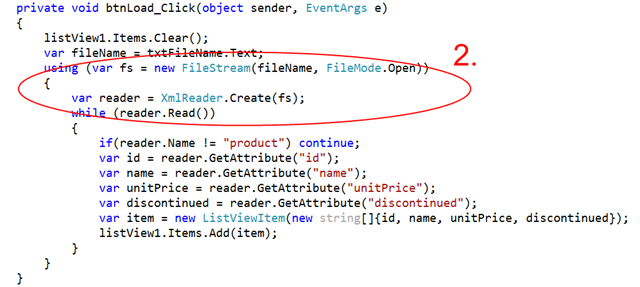 private void btnLoad_Click(object sender, EventArgs e)
{
listView1.Items.Clear();
var fileName = txtFileName.Text;
using (var fs = new FileStream(fileName, FileMode.Open))
2.
{
var reader = XmlReader.Create(fs);
while (reader.Read())
{
if(reader.Name != "product") continue;
var id = reader.GetAttribute("id");
var name = reader.GetAttribute("name");
var unitPrice = reader.GetAttribute("unitPrice");
var discontinued = reader.GetAttribute("discontinued");
var item = new ListViewItem(new string[]{id, name, unitPrice, discontinued});
listView1.Items.Add(item);
}
}
}